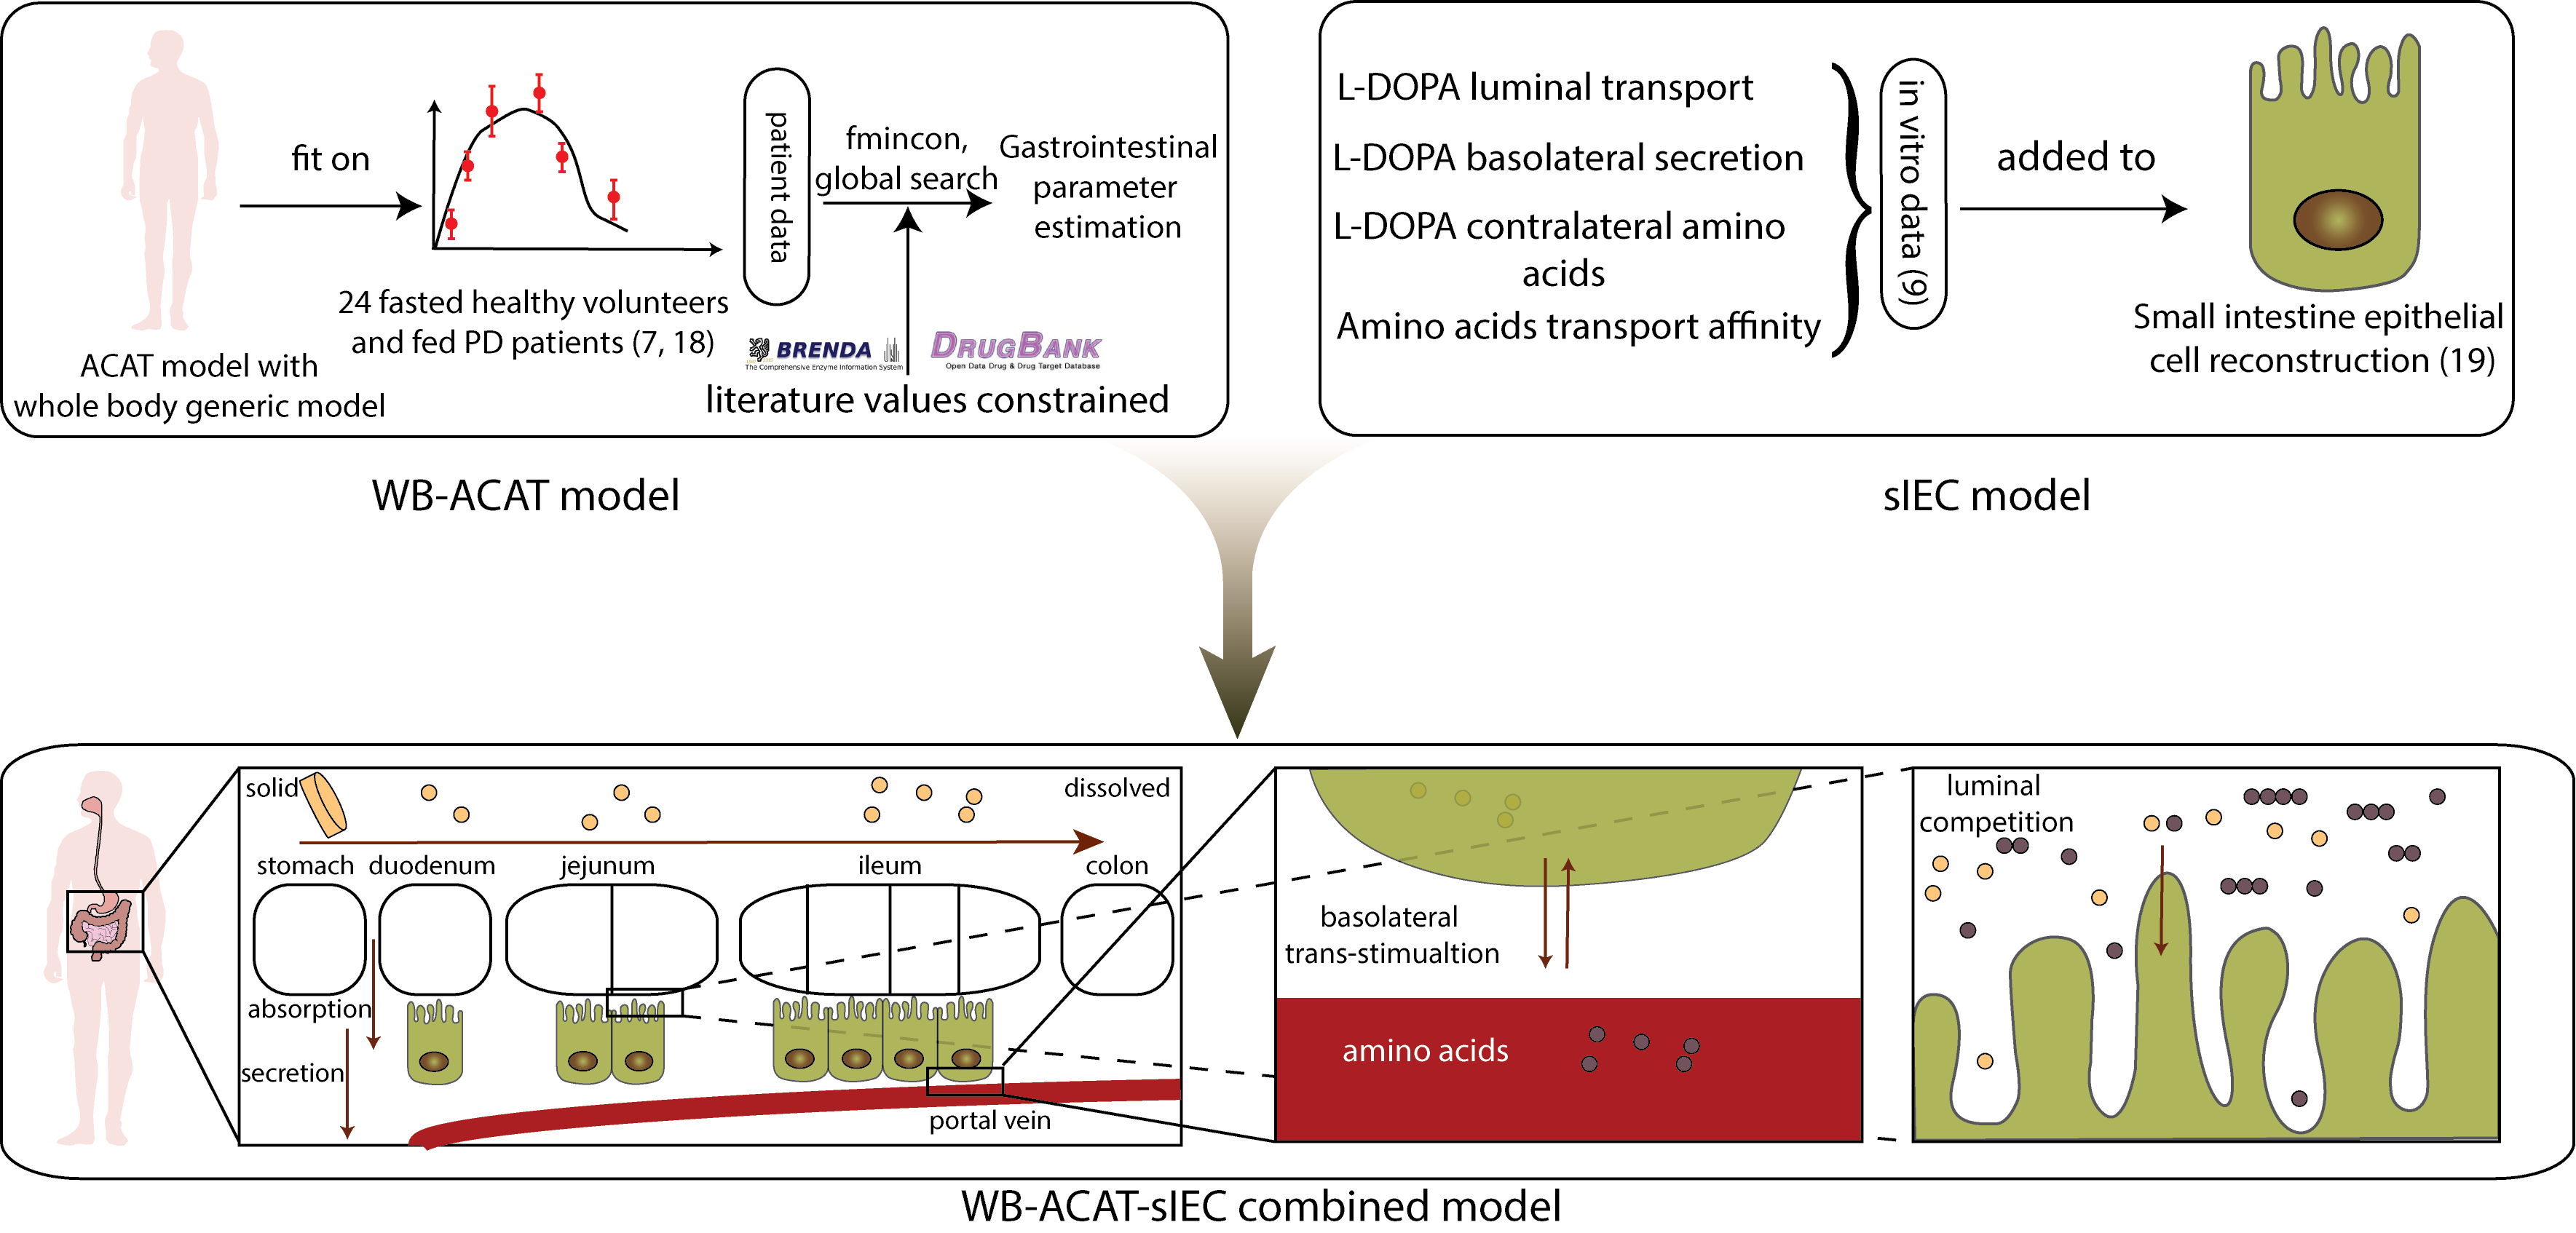 fit on
24 fasted healthy volunteers
and fed PD patients (7, 18)
ACAT model with
whole body generic model
patient data
fmincon,
global search
Gastrointestinal
parameter
estimation
BRENDA
The Comprehensive Enzyme Information System
DRUGBANK
Open Data Drug & Drug Target Database
literature values constrained
WB-ACAT model
L-DOPA luminal transport
L-DOPA basolateral secretion
L-DOPA contralateral amino
acids
Amino acids transport affinity
in vitro data (9)
added to
Small intestine epithelial
cell reconstruction (19)
sIEC model
solid
dissolved
stomach
duodenum
jejunum
ileum
colon
absorption
secretion
portal vein
basolateral
trans-stimualtion
amino acids
luminal
competition
WB-ACAT-sIEC combined model